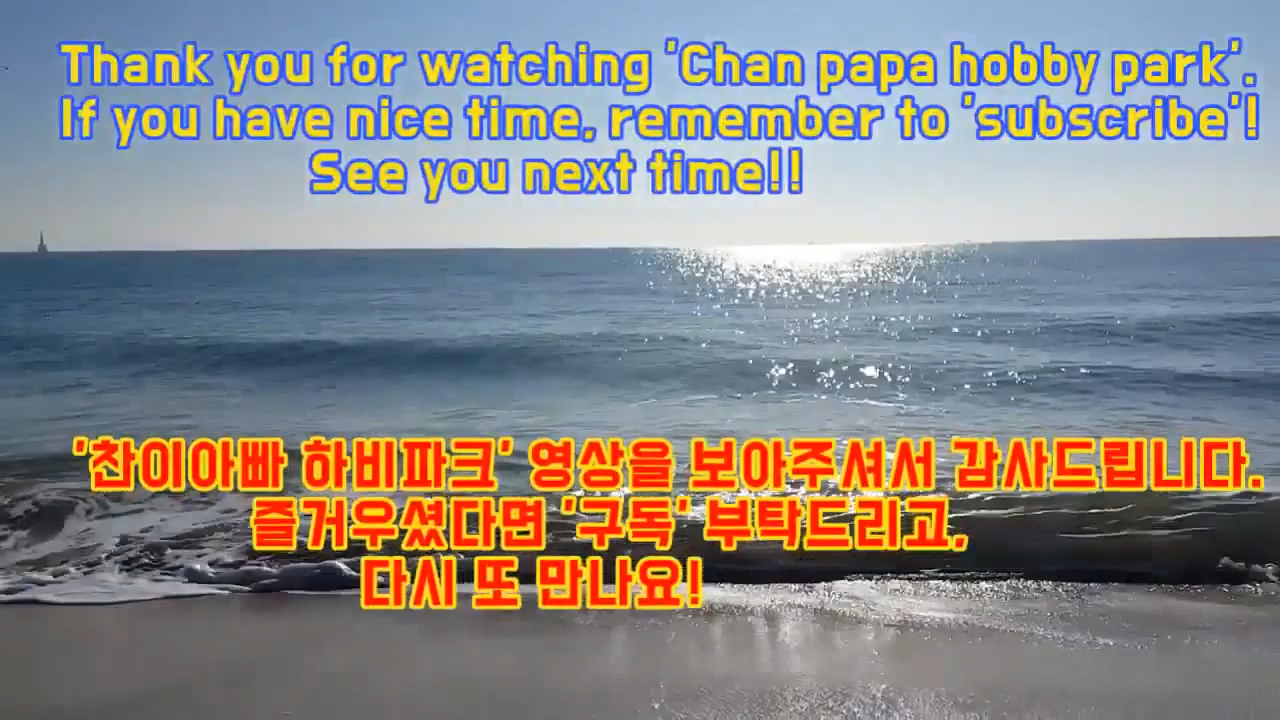 Thank you for watching 'Chan papa hobby park'.
If you have nice time, remember to 'subscribe'!
See you next time!!
'찬이아빠 하비파크' 영상을 보아주셔서 감사드립니다.
즐거우셨다면 '구독' 부탁드리고,
다시 또 만나요!